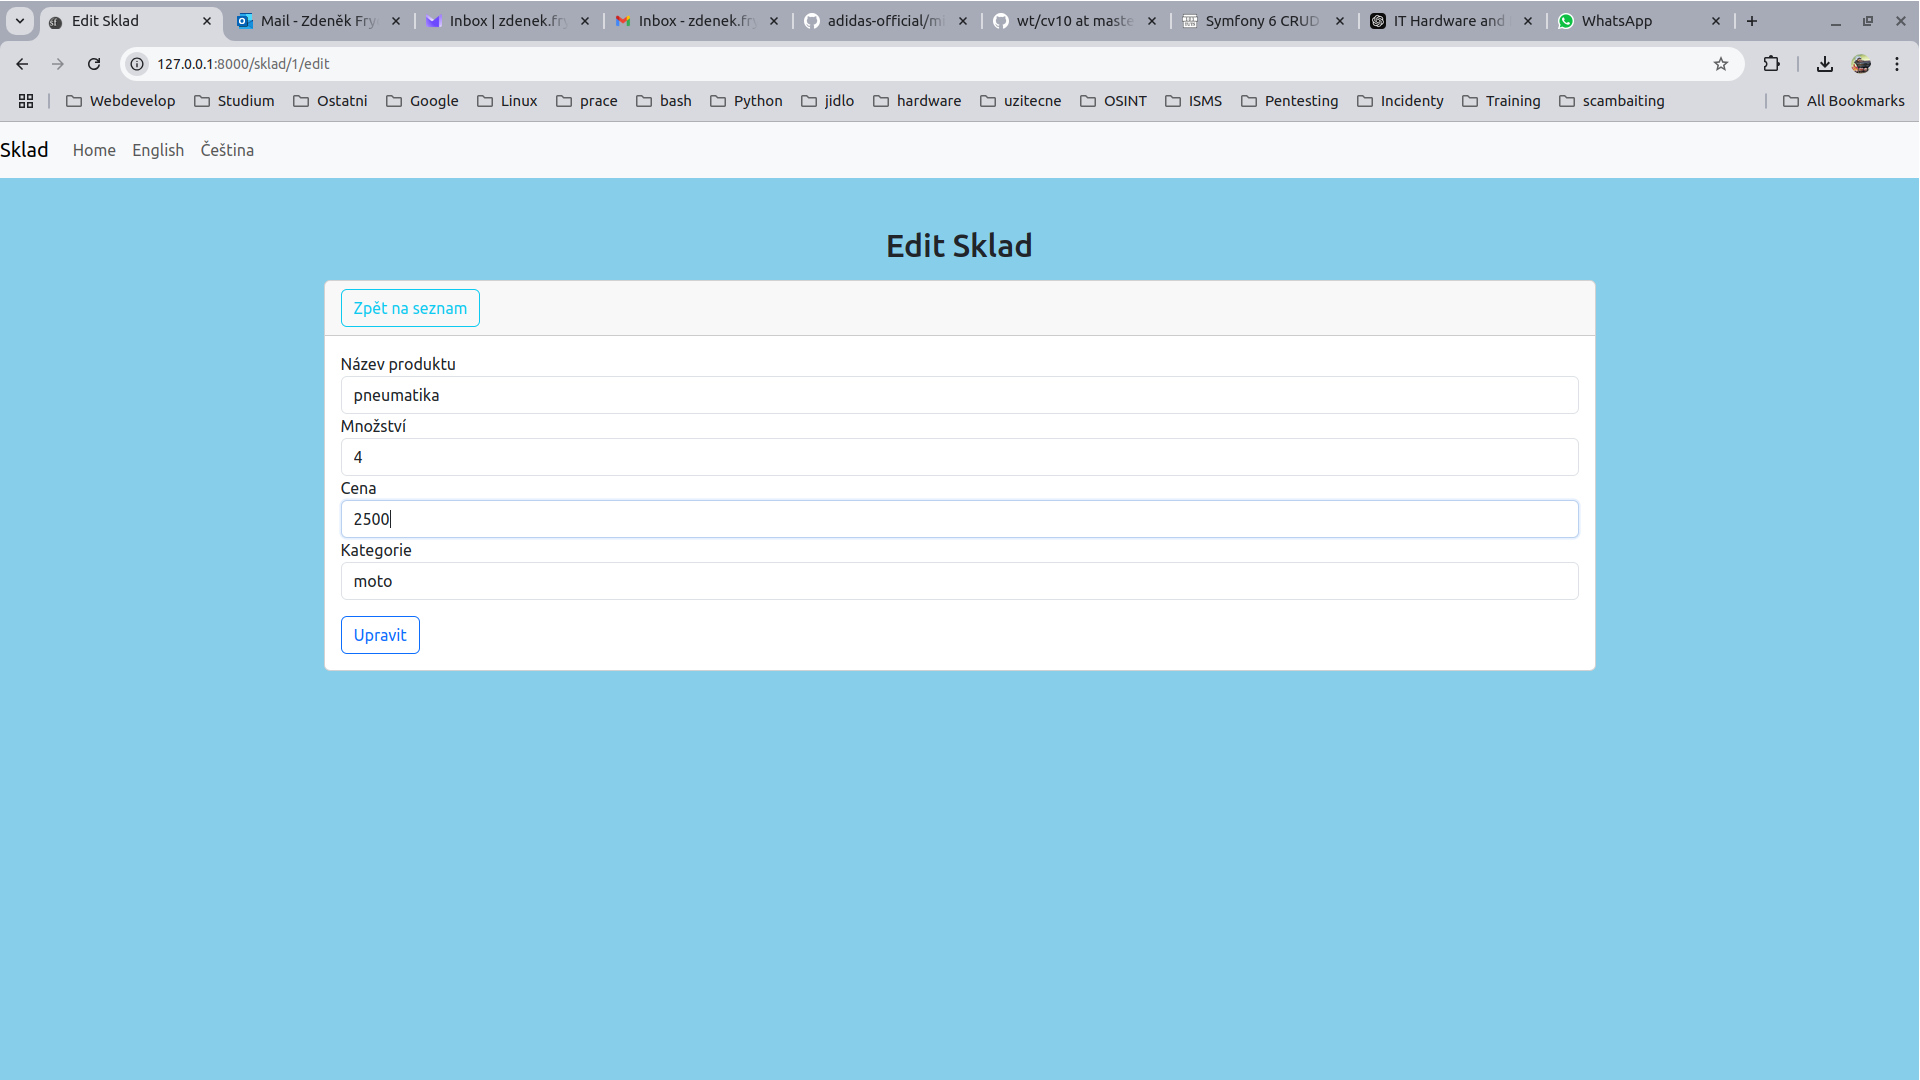 Edit Sklad
Mail - Zdeněk Fry
Inbox | zdenek.fry
Inbox - zdenek.fry
adidas-official/mi
wt/cv10 at maste
Symfony 6 CRUD
IT Hardware and
WhatsApp
127.0.0.1:8000/sklad/1/edit
Webdevelop Studium Ostatni Google Linux prace bash Python jidlo hardware uzitecne OSINT ISMS Pentesting Incidenty Training scambaiting All Bookmarks
Sklad Home English Čeština
Edit Sklad
Zpět na seznam
Název produktu
pneumatika
Množství
4
Cena
2500
Kategorie
moto
Upravit